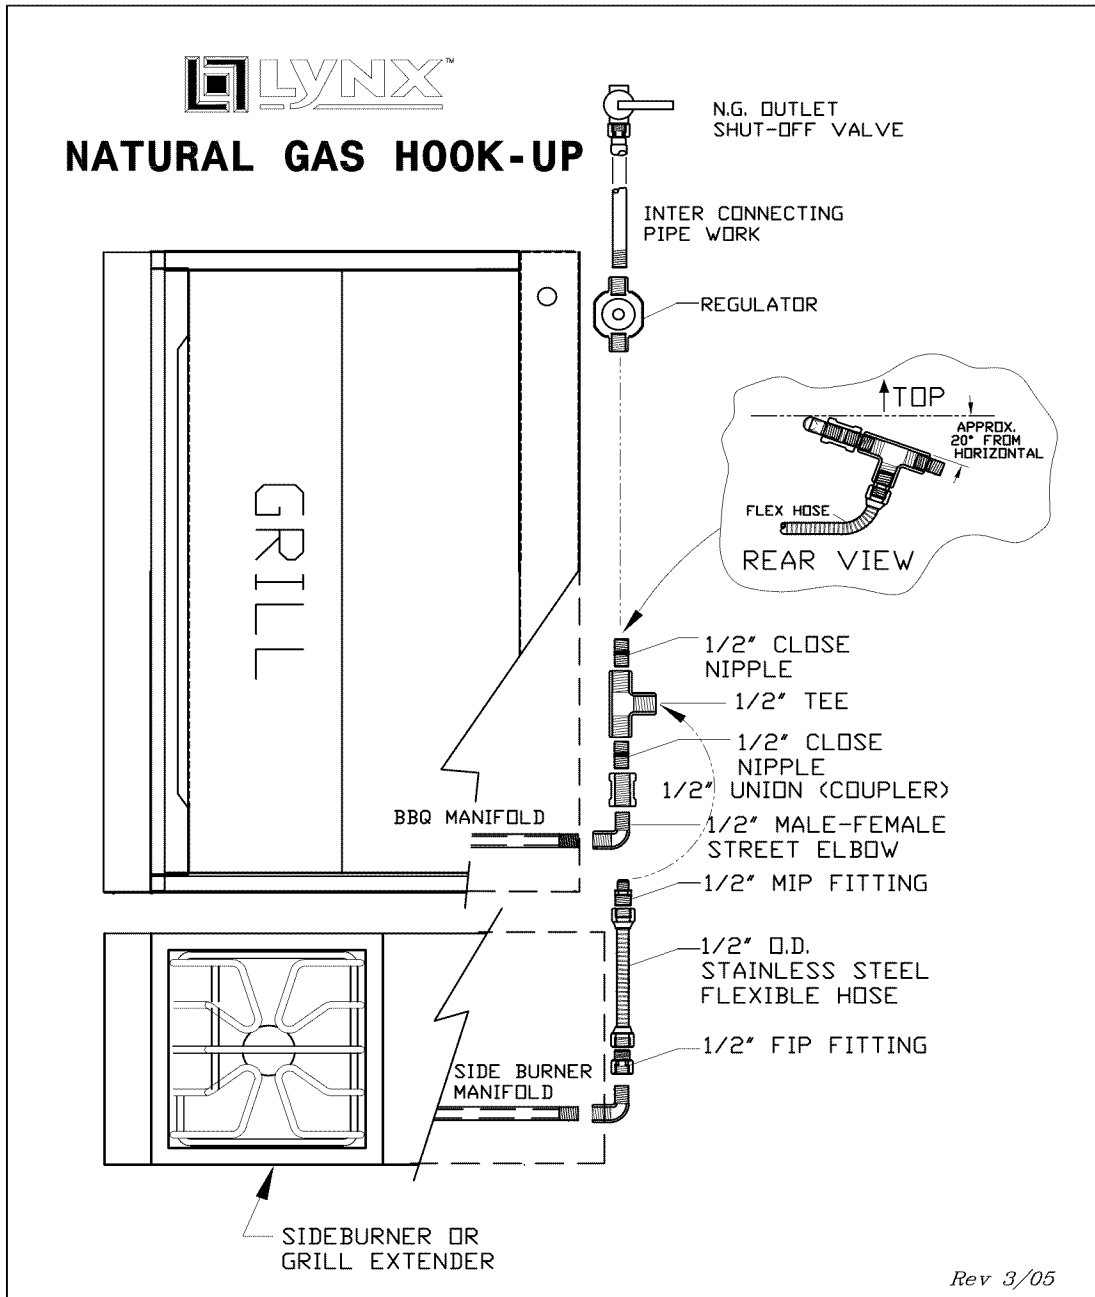 LYNX™
NATURAL GAS HOOK-UP
N.G. OUTLET
SHUT-OFF VALVE
INTER CONNECTING
PIPE WORK
REGULATOR
TOP
APPROX.
20° FROM
HORIZONTAL
FLEX HOSE
REAR VIEW
GRILL
1/2" CLOSE
NIPPLE
1/2" TEE
1/2" CLOSE
NIPPLE
1/2" UNION (COUPLER)
BBQ MANIFOLD
1/2" MALE-FEMALE
STREET ELBOW
1/2" MIP FITTING
1/2" O.D.
STAINLESS STEEL
FLEXIBLE HOSE
1/2" FIP FITTING
SIDE BURNER
MANIFOLD
SIDEBURNER OR
GRILL EXTENDER
Rev 3/05